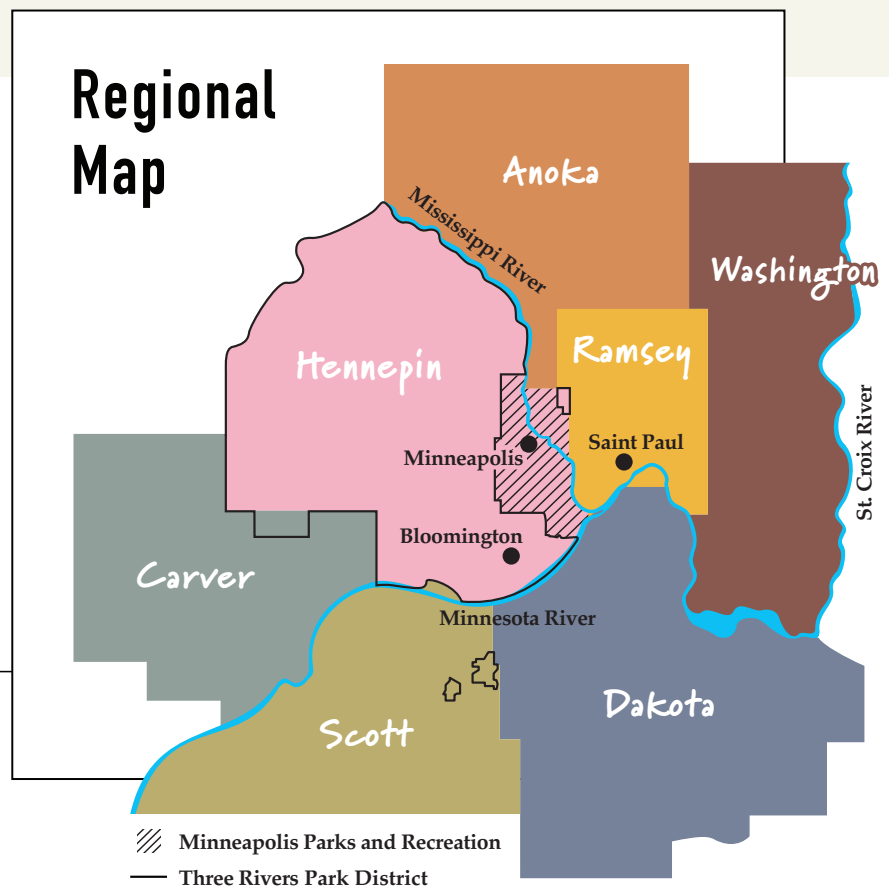 Regional
Map
Anoka
Mississippi River
Washington
Hennepin
Ramsey
St. Croix River
Saint Paul
Minneapolis
Bloomington
Carver
Minnesota River
Dakota
Scott
Minneapolis Parks and Recreation
Three Rivers Park District